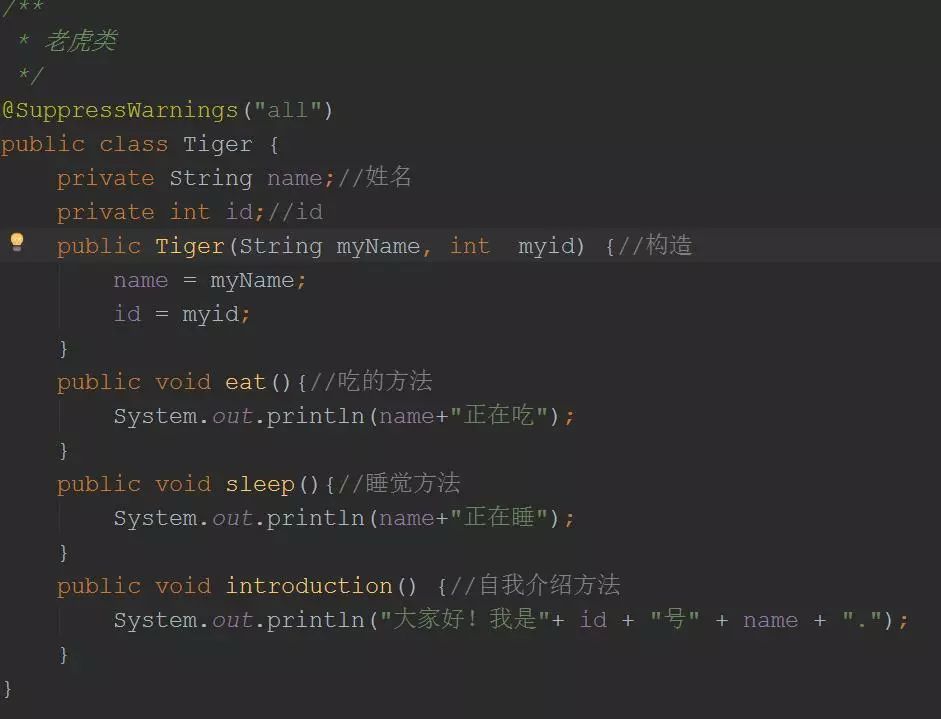 /**
 * 老虎类
 */
@SuppressWarnings("all")
public class Tiger {
    private String name;//姓名
    private int id;//id
    public Tiger(String myName, int  myid) {//构造
        name = myName;
        id = myid;
    }
    public void eat(){//吃的方法
        System.out.println(name+"正在吃");
    }
    public void sleep(){//睡觉方法
        System.out.println(name+"正在睡");
    }
    public void introduction() {//自我介绍方法
        System.out.println("大家好！我是"+ id + "号" + name + ".");
    }
}